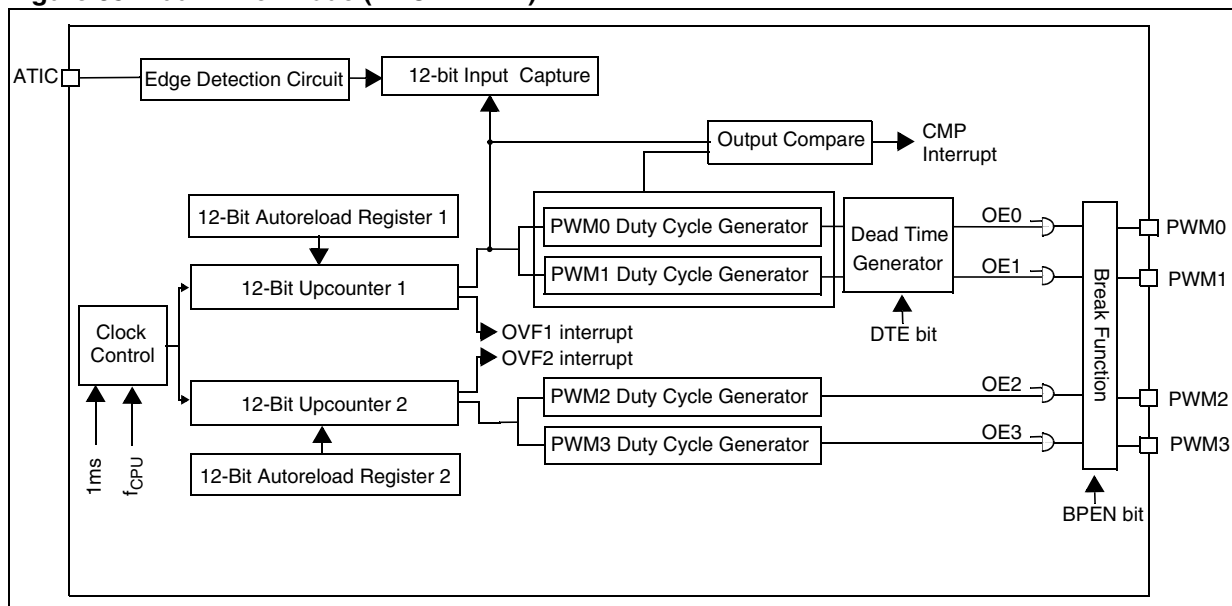 ATIC
Edge Detection Circuit
12-bit Input Capture
Output Compare
CMP
Interrupt
12-Bit Autoreload Register 1
PWM0 Duty Cycle Generator
PWM1 Duty Cycle Generator
Dead Time
Generator
OE0
OE1
PWM0
PWM1
12-Bit Upcounter 1
Clock
Control
OVF1 interrupt
OVF2 interrupt
DTE bit
Break Function
12-Bit Upcounter 2
PWM2 Duty Cycle Generator
PWM3 Duty Cycle Generator
OE2
OE3
PWM2
PWM3
12-Bit Autoreload Register 2
1ms
fCPU
BPEN bit